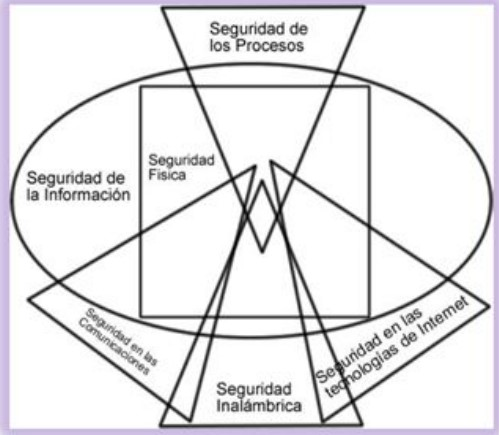 Seguridad de
los Procesos
Seguridad
Fisica
Seguridad de
la Información
Seguridad en las
Comunicaciones
Seguridad
Inalámbrica
Seguridad en las
tecnologías de Internet